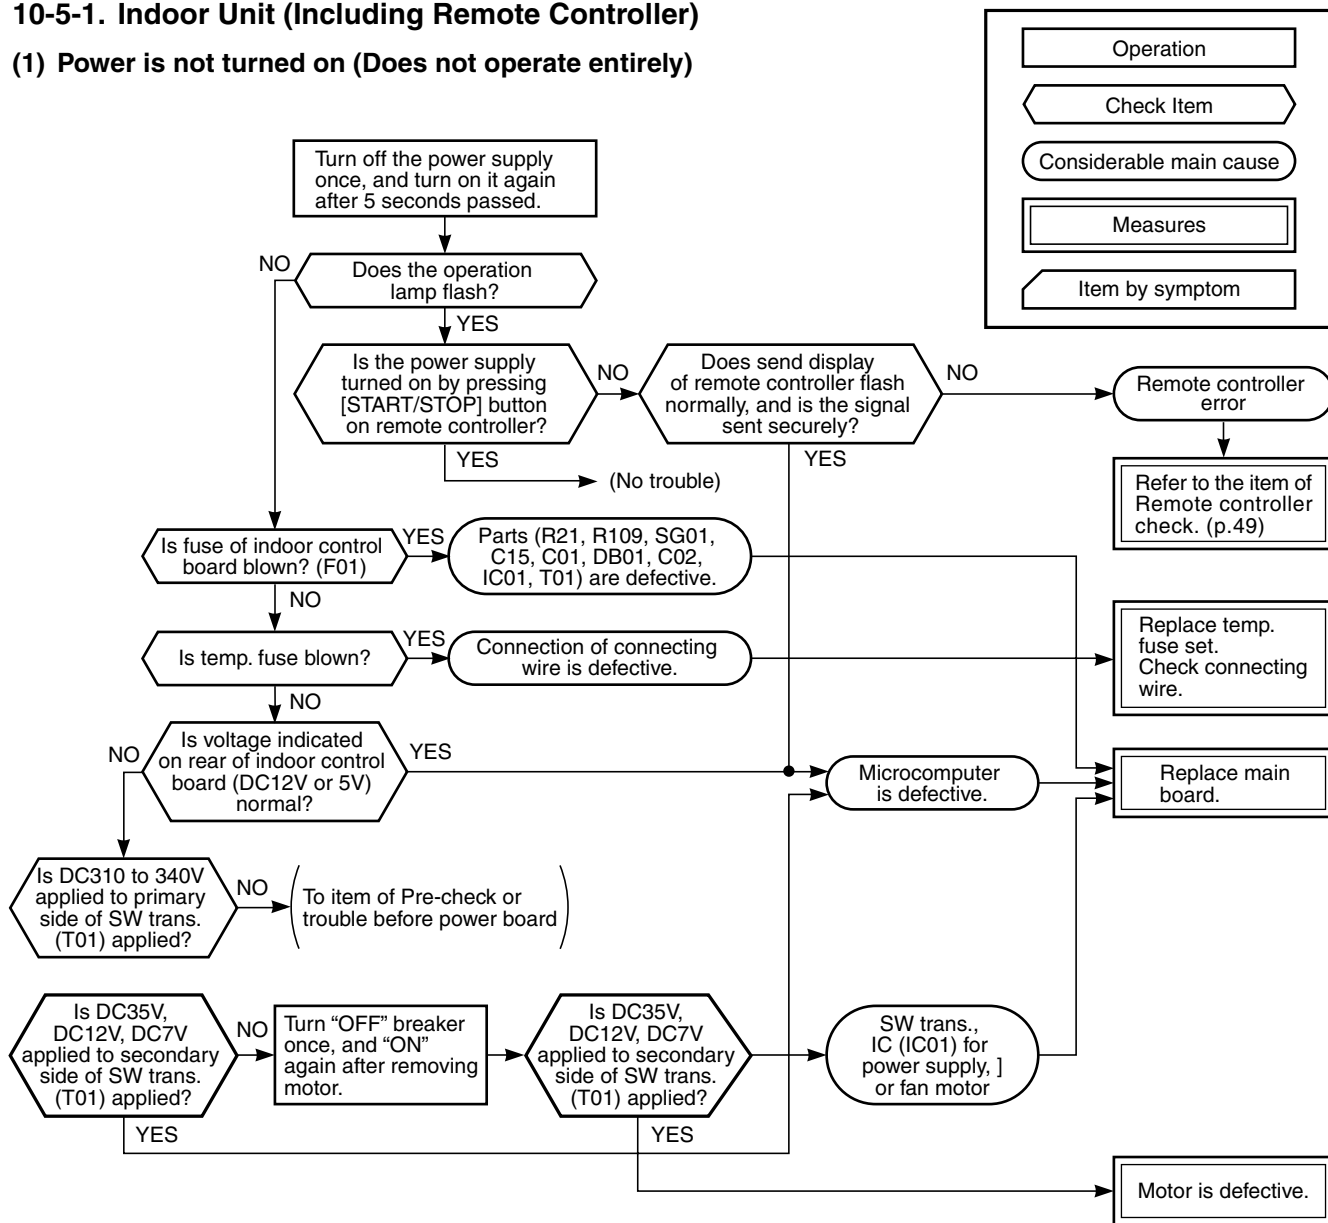 10-5-1. Indoor Unit (Including Remote Controller)
(1) Power is not turned on (Does not operate entirely)
Operation
Check Item
Considerable main cause
Measures
Item by symptom
Turn off the power supply
once, and turn on it again
after 5 seconds passed.
NO
Does the operation
lamp flash?
YES
Is the power supply
turned on by pressing
[START/STOP] button
on remote controller?
NO
Does send display
of remote controller flash
normally, and is the signal
sent securely?
NO
Remote controller
error
YES
(No trouble)
YES
Refer to the item of
Remote controller
check. (p.49)
Is fuse of indoor control
board blown? (F01)
YES
Parts (R21, R109, SG01,
C15, C01, DB01, C02,
IC01, T01) are defective.
NO
Is temp. fuse blown?
YES
Connection of connecting
wire is defective.
Replace temp.
fuse set.
Check connecting
wire.
NO
NO
Is voltage indicated
on rear of indoor control
board (DC12V or 5V)
normal?
YES
Microcomputer
is defective.
Replace main
board.
Is DC310 to 340V
applied to primary
side of SW trans.
(T01) applied?
NO
To item of Pre-check or
trouble before power board
Is DC35V,
DC12V, DC7V
applied to secondary
side of SW trans.
(T01) applied?
NO
Turn “OFF” breaker
once, and “ON”
again after removing
motor.
Is DC35V,
DC12V, DC7V
applied to secondary
side of SW trans.
(T01) applied?
SW trans.,
IC (IC01) for
power supply, ]
or fan motor
YES
YES
Motor is defective.